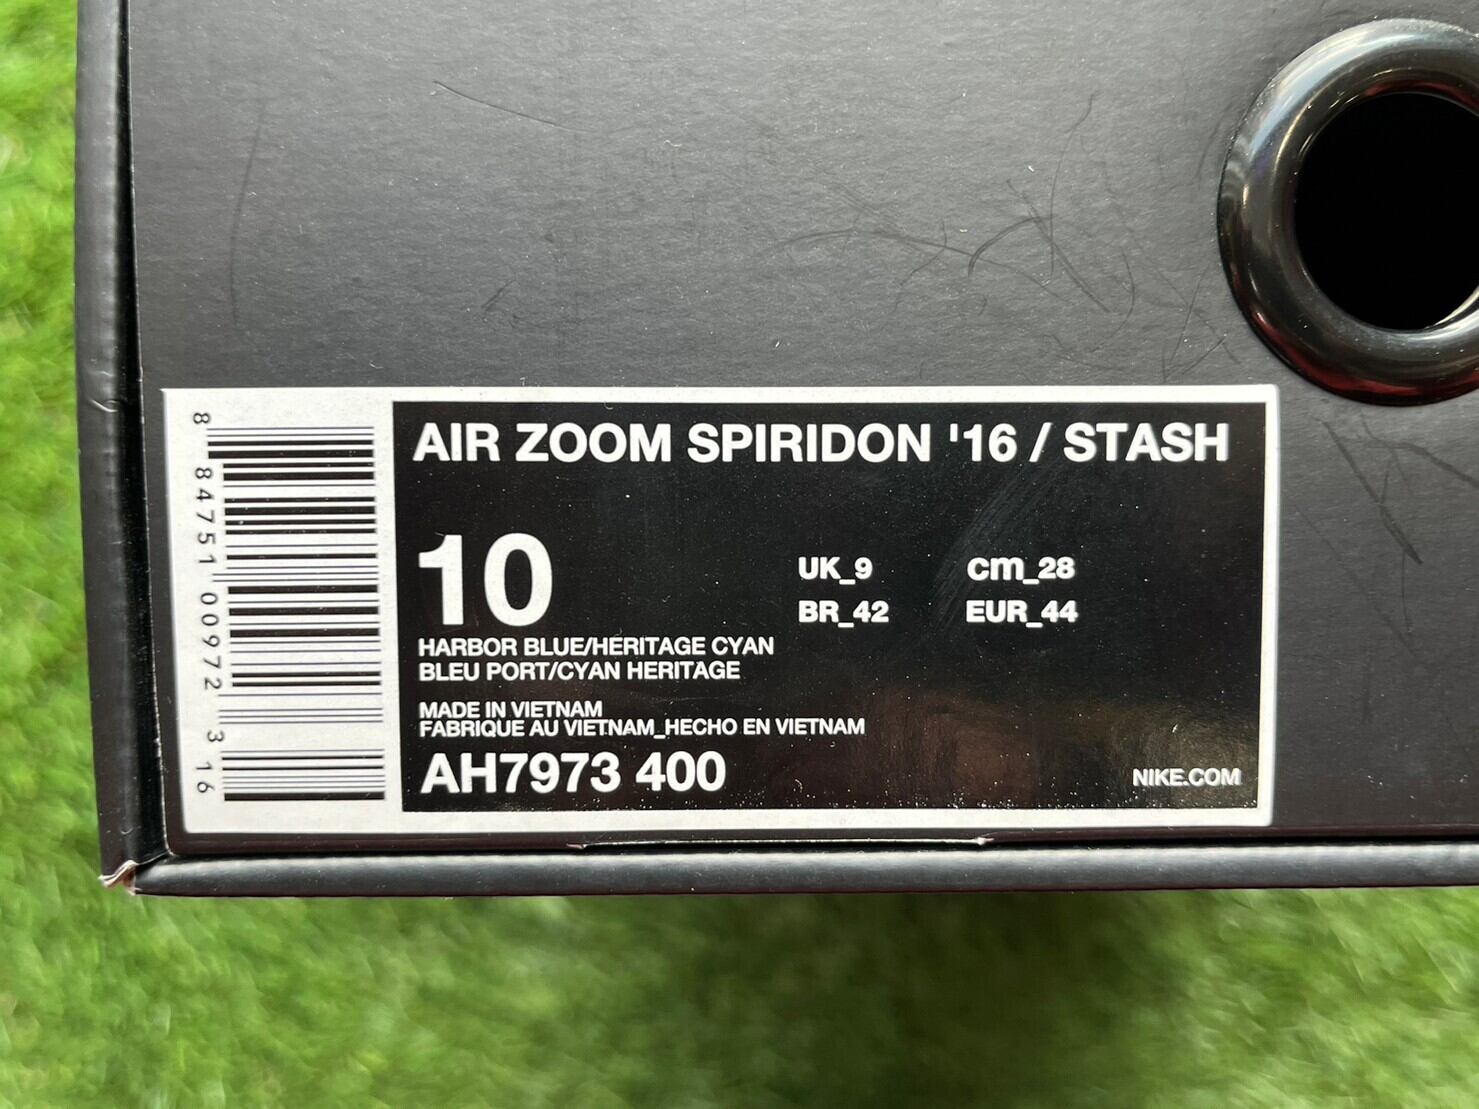 AIR ZOOM SPIRIDON '16 / STASH
10
UK_9 cm_28
BR_42 EUR_44
HARBOR BLUE/HERITAGE CYAN
BLEU PORT/CYAN HERITAGE
MADE IN VIETNAM
FABRIQUE AU VIETNAM_HECHO EN VIETNAM
AH7973 400
NIKE.COM
8 84751 00972 3 16